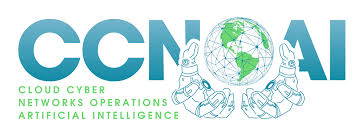 CCNOAI
CLOUD CYBER
NETWORKS OPERATIONS
ARTIFICIAL INTELLIGENCE